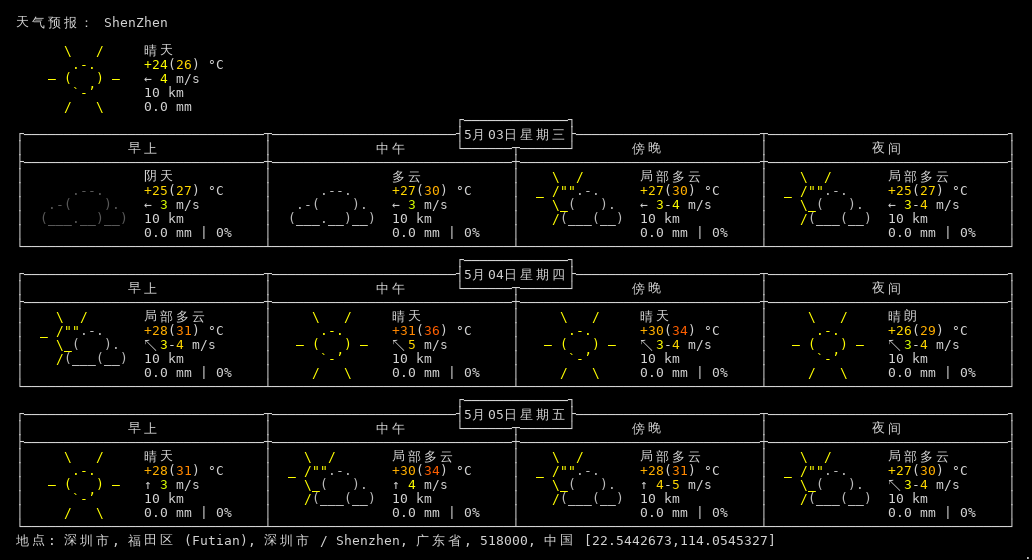 天气预报： ShenZhen
晴天
+24(26) °C
← 4 m/s
10 km
0.0 mm
5月03日星期三
早上 中午 傍晚 夜间
阴天 多云 局部多云 局部多云
+25(27) °C +27(30) °C +27(30) °C +25(27) °C
← 3 m/s ← 3 m/s ← 3-4 m/s ← 3-4 m/s
10 km 10 km 10 km 10 km
0.0 mm | 0% 0.0 mm | 0% 0.0 mm | 0% 0.0 mm | 0%
5月04日星期四
早上 中午 傍晚 夜间
局部多云 晴天 晴天 晴朗
+28(31) °C +31(36) °C +30(34) °C +26(29) °C
↖ 3-4 m/s ↖ 5 m/s ↖ 3-4 m/s ↖ 3-4 m/s
10 km 10 km 10 km 10 km
0.0 mm | 0% 0.0 mm | 0% 0.0 mm | 0% 0.0 mm | 0%
5月05日星期五
早上 中午 傍晚 夜间
晴天 局部多云 局部多云 局部多云
+28(31) °C +30(34) °C +28(31) °C +27(30) °C
↑ 3 m/s ↑ 4 m/s ↑ 4-5 m/s ↖ 3-4 m/s
10 km 10 km 10 km 10 km
0.0 mm | 0% 0.0 mm | 0% 0.0 mm | 0% 0.0 mm | 0%
地点: 深圳市, 福田区 (Futian), 深圳市 / Shenzhen, 广东省, 518000, 中国 [22.5442673,114.0545327]